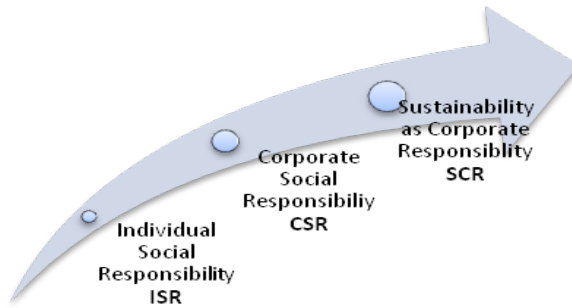 Individual
Social
Responsibility
ISR
Corporate
Social
Responsibiliy
CSR
Sustainability
as Corporate
Responsiblity
SCR